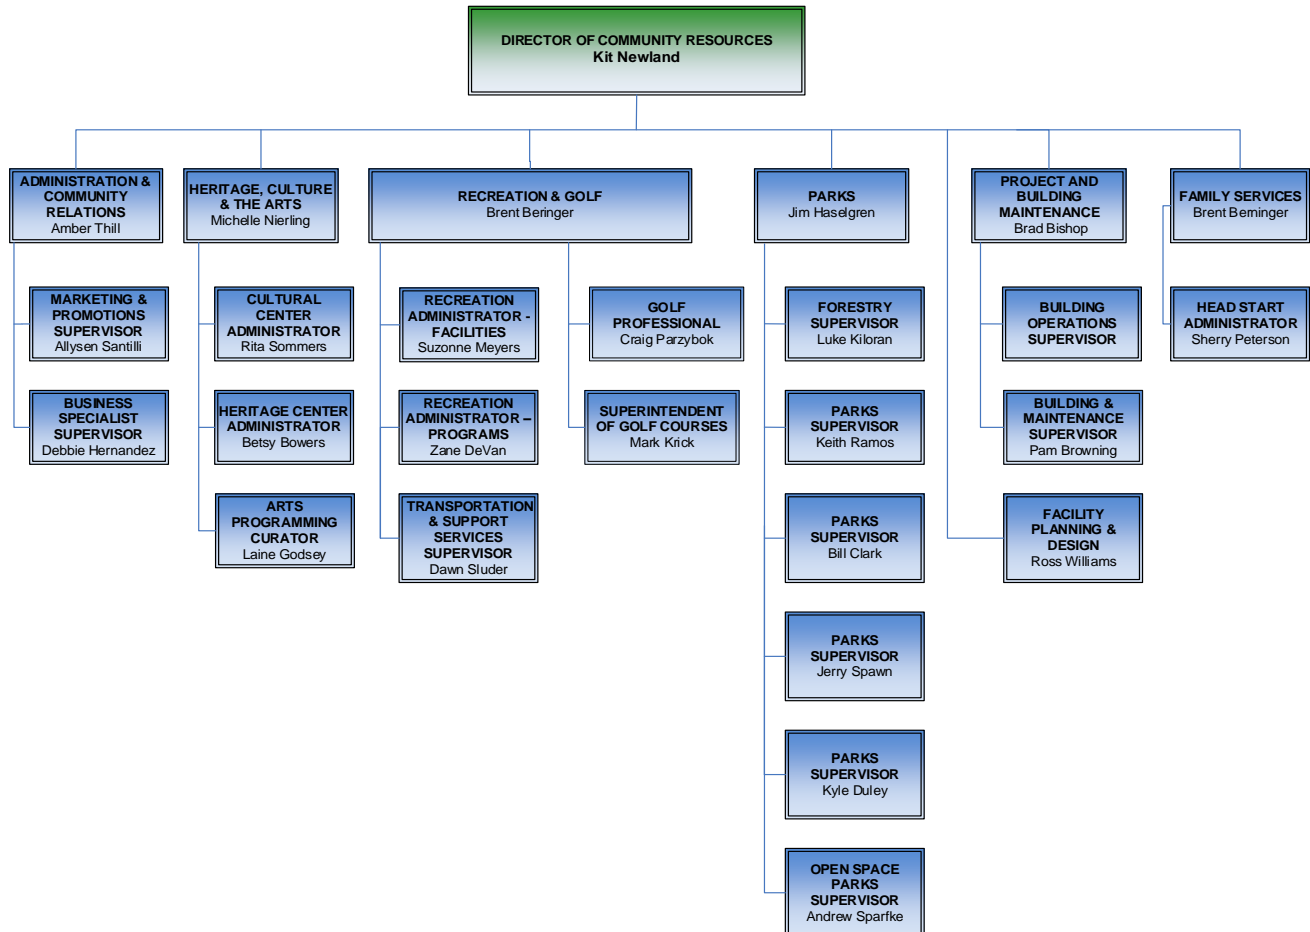 DIRECTOR OF COMMUNITY RESOURCES
Kit Newland
ADMINISTRATION &
COMMUNITY
RELATIONS
Amber Thill
HERITAGE, CULTURE
& THE ARTS
Michelle Nierling
RECREATION & GOLF
Brent Beringer
PARKS
Jim Haselgren
PROJECT AND
BUILDING
MAINTENANCE
Brad Bishop
FAMILY SERVICES
Brent Berninger
MARKETING &
PROMOTIONS
SUPERVISOR
Allysen Santilli
CULTURAL
CENTER
ADMINISTRATOR
Rita Sommers
RECREATION
ADMINISTRATOR -
FACILITIES
Suzonne Meyers
GOLF
PROFESSIONAL
Craig Parzybok
FORESTRY
SUPERVISOR
Luke Kiloran
BUILDING
OPERATIONS
SUPERVISOR
HEAD START
ADMINISTRATOR
Sherry Peterson
BUSINESS
SPECIALIST
SUPERVISOR
Debbie Hernandez
HERITAGE CENTER
ADMINISTRATOR
Betsy Bowers
RECREATION
ADMINISTRATOR –
PROGRAMS
Zane DeVan
SUPERINTENDENT
OF GOLF COURSES
Mark Krick
PARKS
SUPERVISOR
Keith Ramos
BUILDING &
MAINTENANCE
SUPERVISOR
Pam Browning
ARTS
PROGRAMMING
CURATOR
Laine Godsey
TRANSPORTATION
& SUPPORT
SERVICES
SUPERVISOR
Dawn Sluder
PARKS
SUPERVISOR
Bill Clark
FACILITY
PLANNING &
DESIGN
Ross Williams
PARKS
SUPERVISOR
Jerry Spawn
PARKS
SUPERVISOR
Kyle Duley
OPEN SPACE
PARKS
SUPERVISOR
Andrew Sparfke